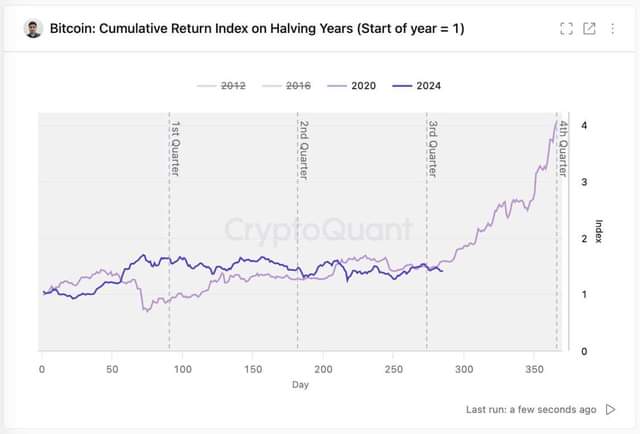 Bitcoin: Cumulative Return Index on Halving Years (Start of year = 1)
2012 2016 2020 2024
1st Quarter
2nd Quarter
3rd Quarter
4th Quarter
CryptoQuant
4
3
2
1
0
Index
0 50 100 150 200 250 300 350
Day
Last run: a few seconds ago